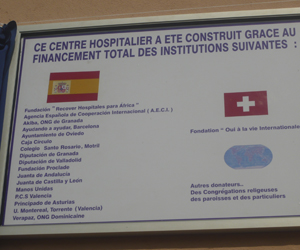 CE CENTRE HOSPITALIER A ETE CONSTRUIT GRACE AU
FINANCEMENT TOTAL DES INSTITUTIONS SUIVANTES :
Fundación "Recover Hospitales para Africa"
Agencia Española de Cooperación Internacional ( A.E.C.I. )
Akiba, ONG de Granada
Ayuchando a ayudar, Barcelona
Ayuntamiento de Oviedo
Caja Círculo
Colegio Santo Rosario, Madrid
Diputación de Granada
Diputación de Valladolid
Fundación Preciado
Junta de Andalucía
Junta de Castilla y León
Manos Unidas
P.C.S Valencia
Principado de Asturias
U. Montereal, Torrente (Valencia)
Verapaz, ONG Dominicaine
Fondation " Oui à la vie Internationale
Autres donateurs..
Des Congrégations religieuses
des paroisses et des particuliers